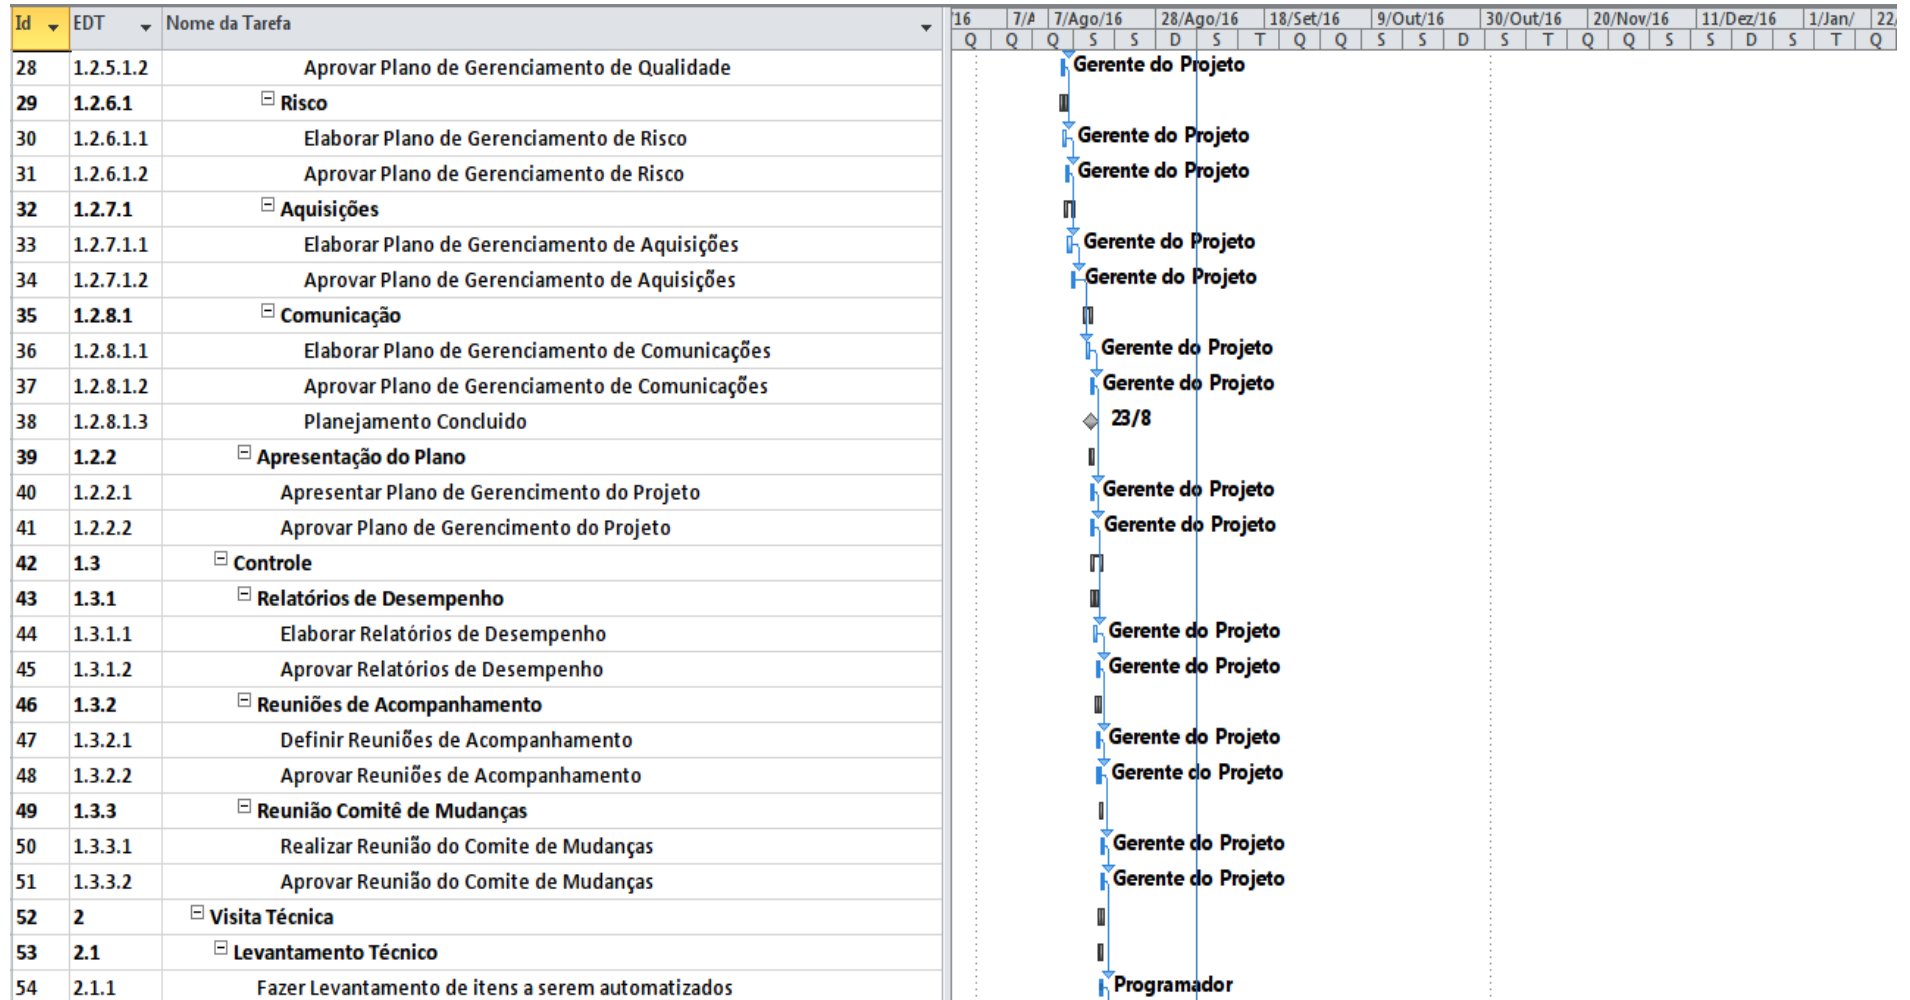 Id EDT Nome da Tarefa '16 7/A 7/Ago/16 28/Ago/16 18/Set/16 9/Out/16 30/Out/16 20/Nov/16 11/Dez/16 1/Jan/ 22
Q Q Q S S D S T Q Q S S D S T Q Q S S D S T Q
28 1.2.5.1.2 Aprovar Plano de Gerenciamento de Qualidade Gerente do Projeto
29 1.2.6.1 Risco
30 1.2.6.1.1 Elaborar Plano de Gerenciamento de Risco Gerente do Projeto
31 1.2.6.1.2 Aprovar Plano de Gerenciamento de Risco Gerente do Projeto
32 1.2.7.1 Aquisições
33 1.2.7.1.1 Elaborar Plano de Gerenciamento de Aquisições Gerente do Projeto
34 1.2.7.1.2 Aprovar Plano de Gerenciamento de Aquisições Gerente do Projeto
35 1.2.8.1 Comunicação
36 1.2.8.1.1 Elaborar Plano de Gerenciamento de Comunicações Gerente do Projeto
37 1.2.8.1.2 Aprovar Plano de Gerenciamento de Comunicações Gerente do Projeto
38 1.2.8.1.3 Planejamento Concluido 23/8
39 1.2.2 Apresentação do Plano
40 1.2.2.1 Apresentar Plano de Gerencimento do Projeto Gerente do Projeto
41 1.2.2.2 Aprovar Plano de Gerencimento do Projeto Gerente do Projeto
42 1.3 Controle
43 1.3.1 Relatórios de Desempenho
44 1.3.1.1 Elaborar Relatórios de Desempenho Gerente do Projeto
45 1.3.1.2 Aprovar Relatórios de Desempenho Gerente do Projeto
46 1.3.2 Reuniões de Acompanhamento
47 1.3.2.1 Definir Reuniões de Acompanhamento Gerente do Projeto
48 1.3.2.2 Aprovar Reuniões de Acompanhamento Gerente do Projeto
49 1.3.3 Reunião Comitê de Mudanças
50 1.3.3.1 Realizar Reunião do Comite de Mudanças Gerente do Projeto
51 1.3.3.2 Aprovar Reunião do Comite de Mudanças Gerente do Projeto
52 2 Visita Técnica
53 2.1 Levantamento Técnico
54 2.1.1 Fazer Levantamento de itens a serem automatizados Programador